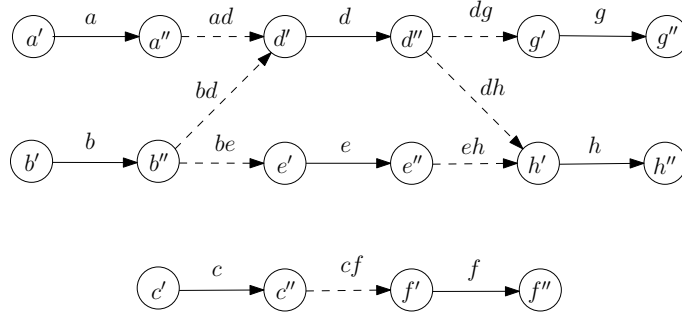 a ad d dg g
a′ a″ d′ d″ g′ g″
bd dh
b be e eh h
b′ b″ e′ e″ h′ h″
c cf f
c′ c″ f′ f″